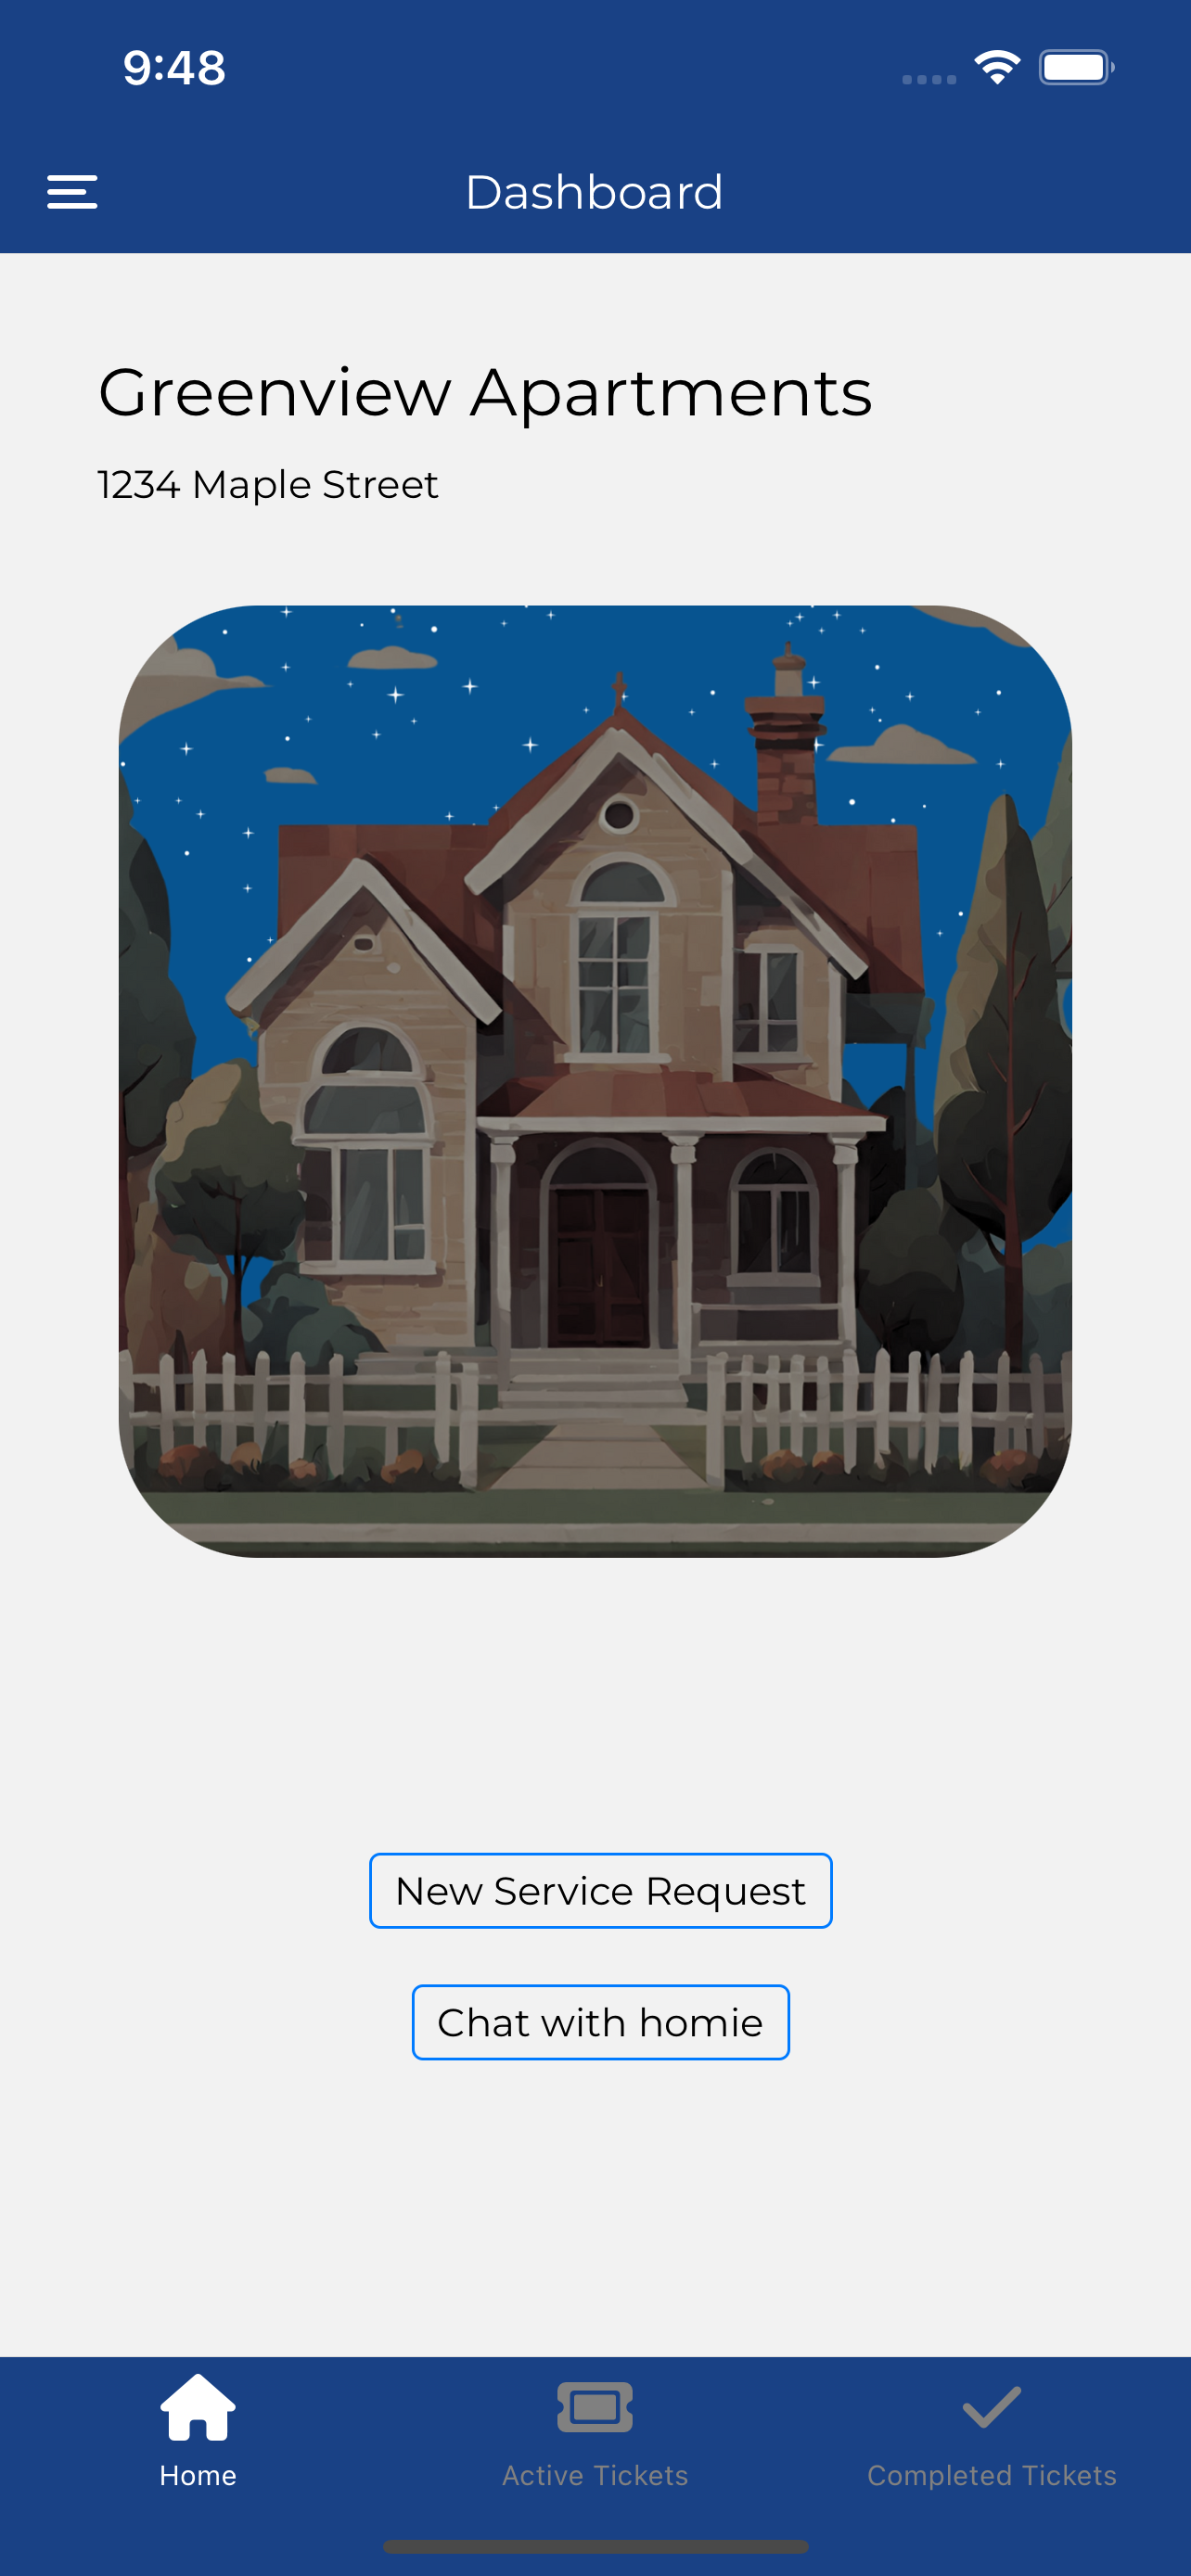 9:48
Dashboard
Greenview Apartments
1234 Maple Street
New Service Request
Chat with homie
Home
Active Tickets
Completed Tickets